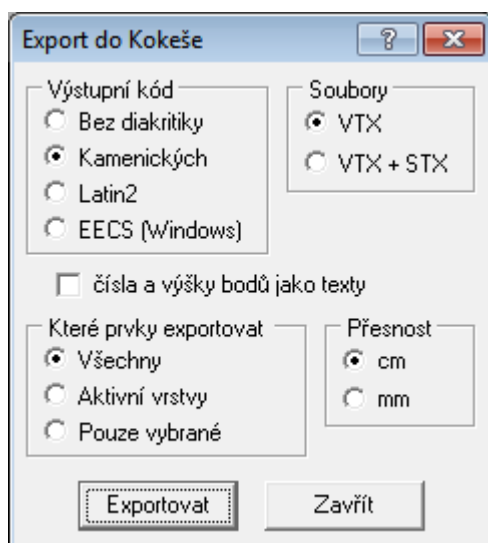 Export do Kokeše
Výstupní kód
Bez diakritiky
Kamenických
Latin2
EECS (Windows)
Soubory
VTX
VTX + STX
čísla a výšky bodů jako texty
Které prvky exportovat
Všechny
Aktivní vrstvy
Pouze vybrané
Přesnost
cm
mm
Exportovat
Zavřít